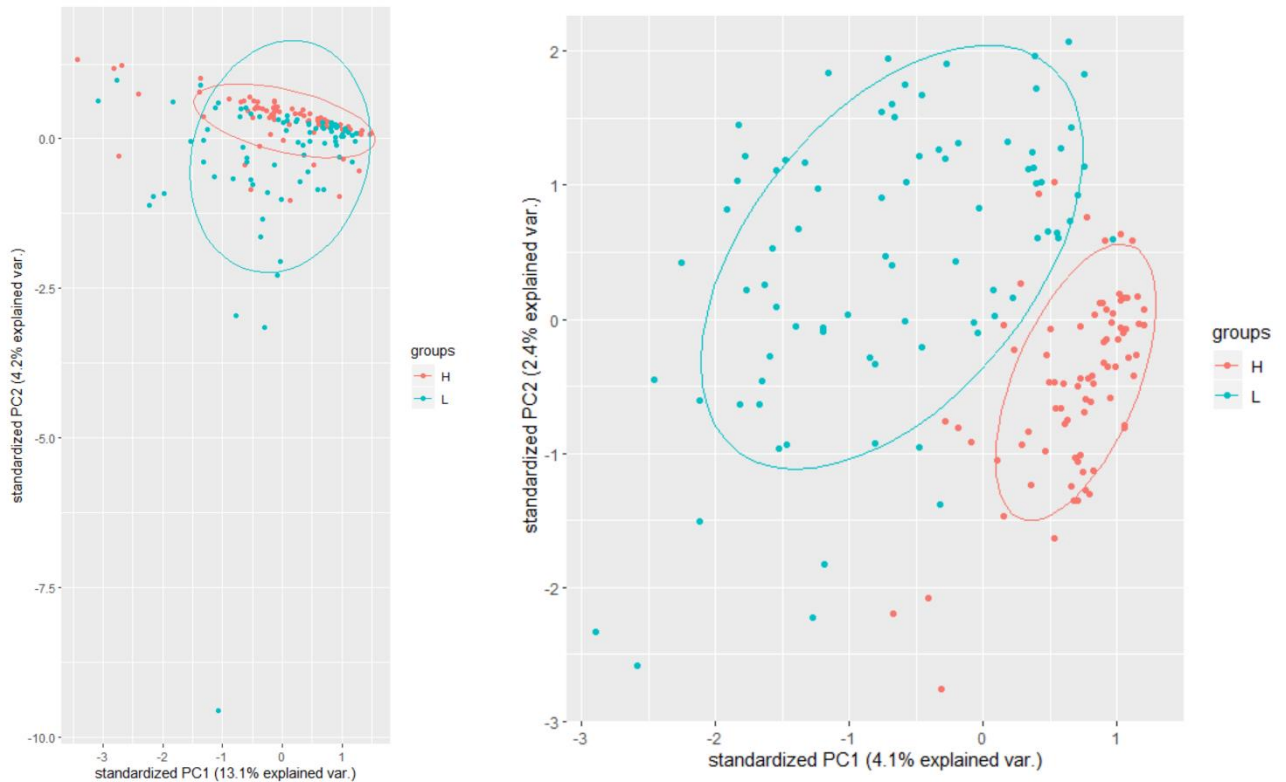 standardized PC2 (4.2% explained var.)
0.0
-2.5
-5.0
-7.5
-10.0
-3
-2
-1
0
1
standardized PC1 (13.1% explained var.)
groups
H
L
standardized PC2 (2.4% explained var.)
2
1
0
-1
-2
-3
-3
-2
-1
0
1
standardized PC1 (4.1% explained var.)
groups
H
L